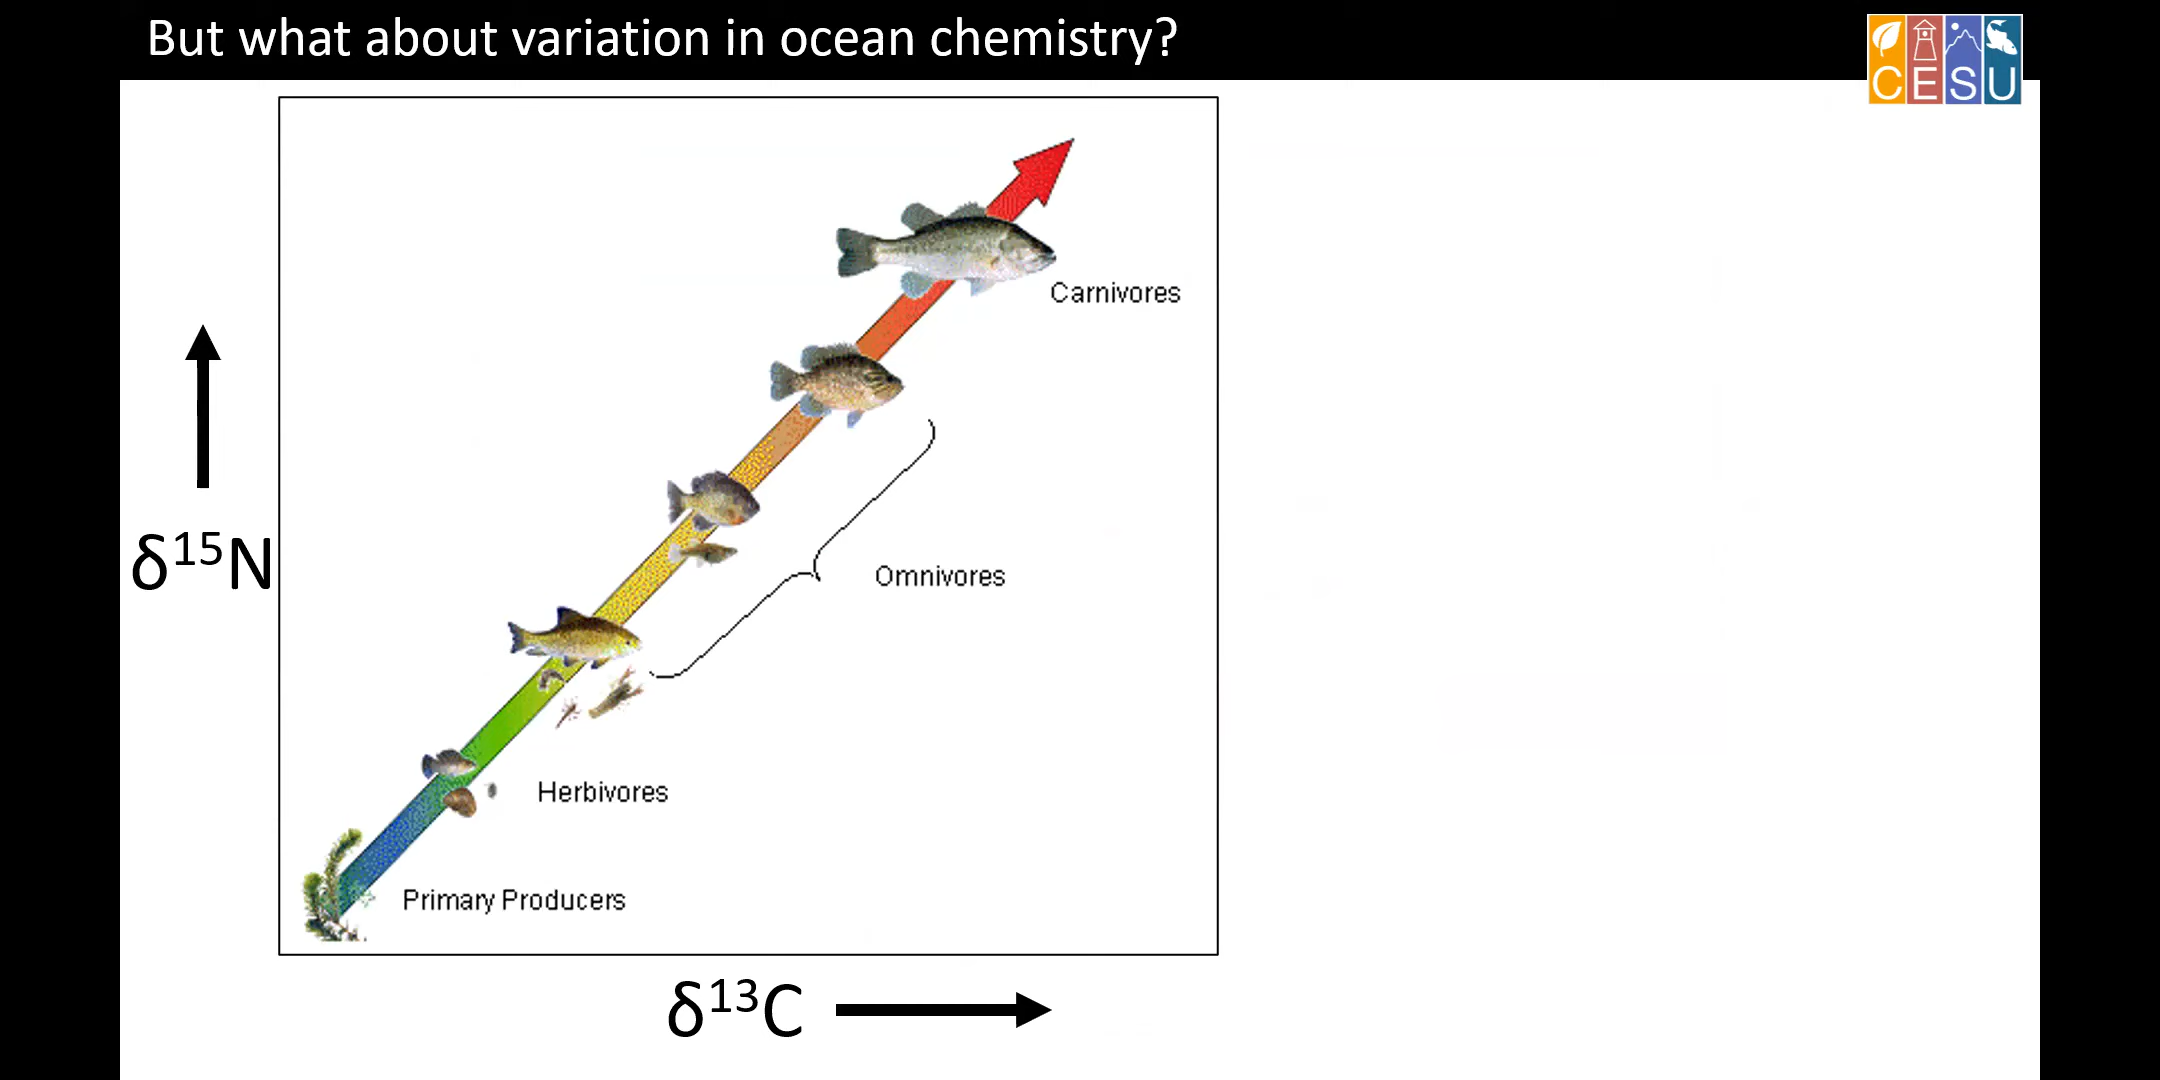 But what about variation in ocean chemistry?
CESU
Carnivores
δ¹⁵N
Omnivores
Herbivores
Primary Producers
δ¹³C